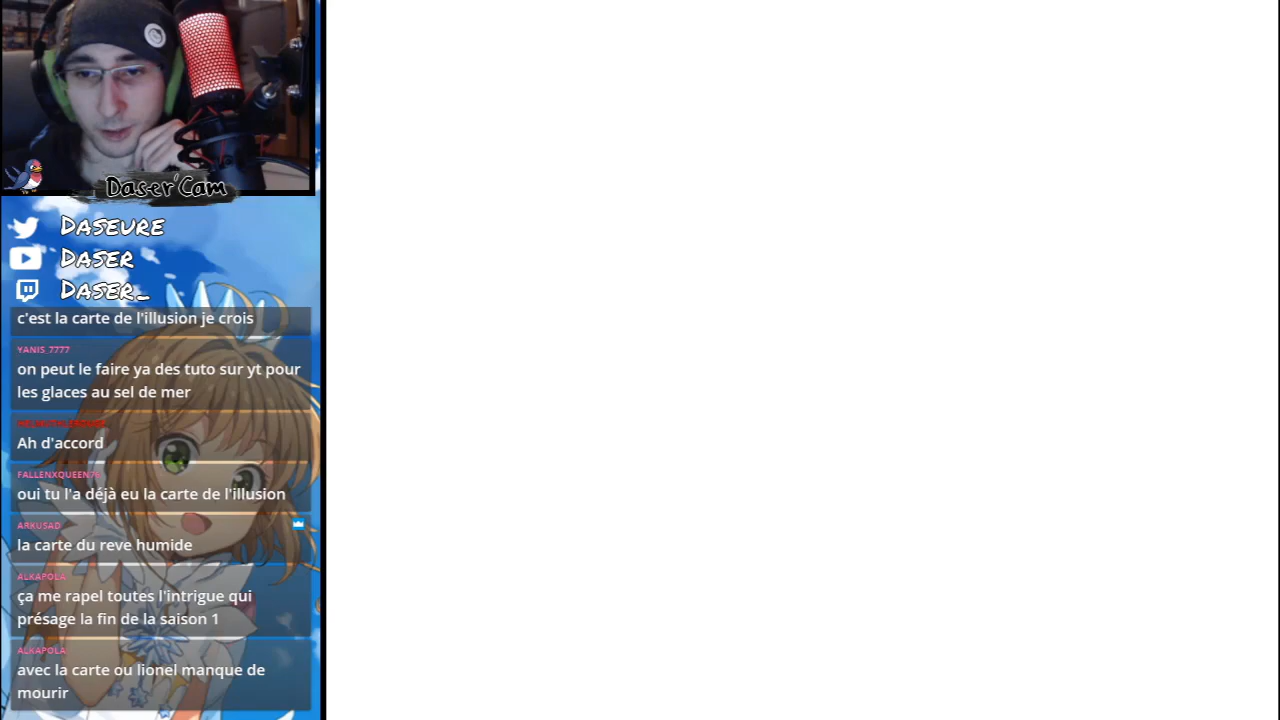 Daser'Cam
DASEURE
DASER
DASER_
c'est la carte de l'illusion je crois
YANIS_7777
on peut le faire ya des tuto sur yt pour
les glaces au sel de mer
Ah d'accord
FALLENXQUEEN76
oui tu l'a déjà eu la carte de l'illusion
ARKUSAD
la carte du reve humide
ALKAPOLA
ça me rapel toutes l'intrigue qui
présage la fin de la saison 1
ALKAPOLA
avec la carte ou lionel manque de
mourir